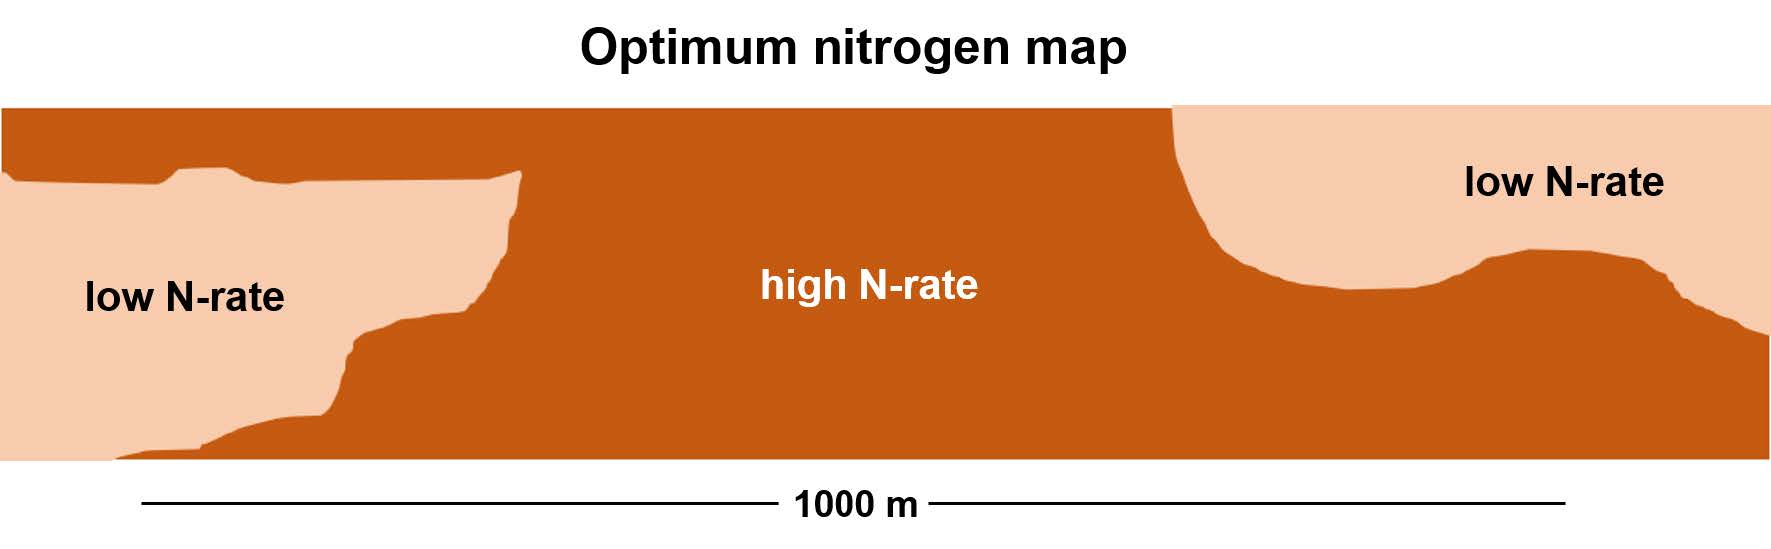 Optimum nitrogen map
low N-rate
low N-rate
high N-rate
1000 m